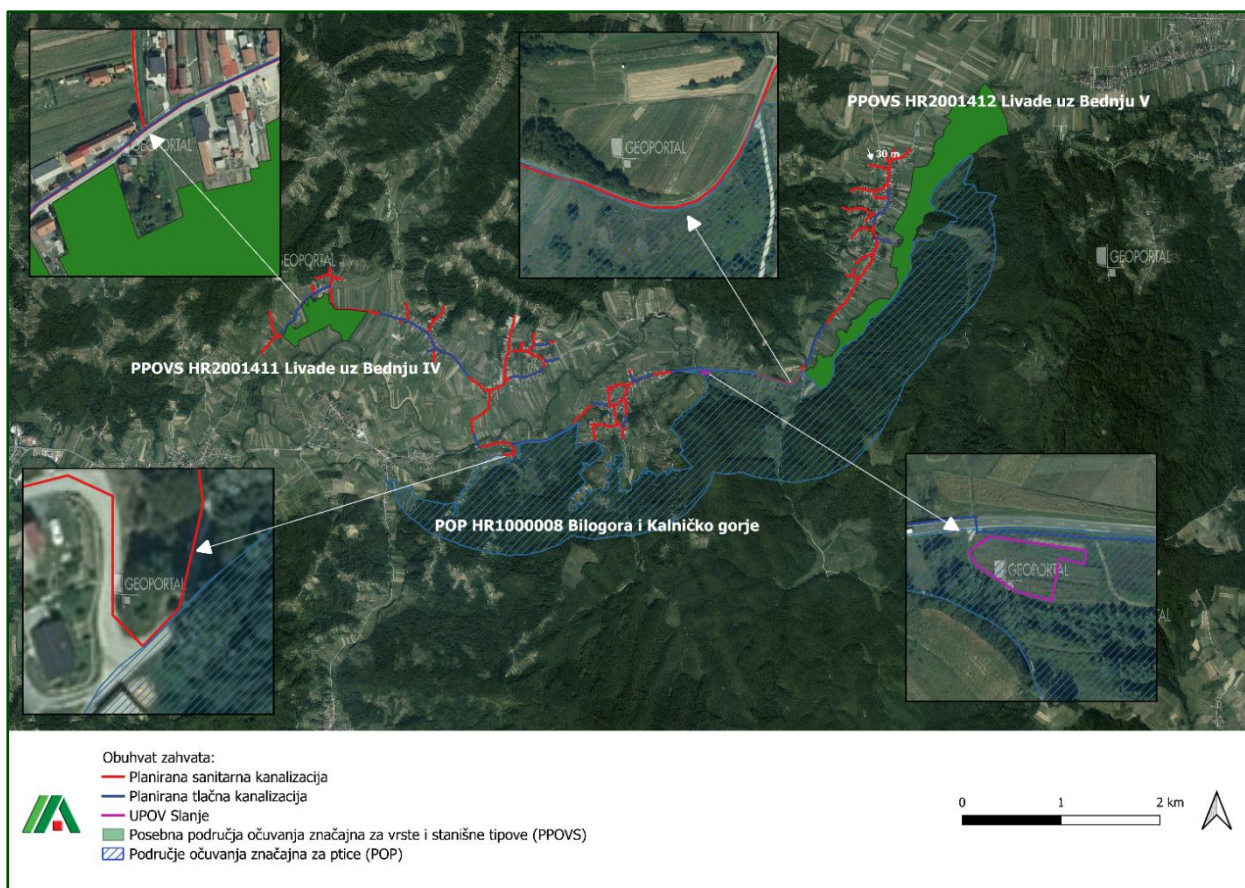 GEOPORTAL
GEOPORTAL
PPOVS HR2001412 Livade uz Bednju V
30 m
GEOPORTAL
GEOPORTAL
PPOVS HR2001411 Livade uz Bednju IV
POP HR1000008 Bilogora i Kalničko gorje
GEOPORTAL
GEOPORTAL
Obuhvat zahvata:
Planirana sanitarna kanalizacija
Planirana tlačna kanalizacija
UPOV Slanje
Posebna područja očuvanja značajna za vrste i stanišne tipove (PPOVS)
Područje očuvanja značajna za ptice (POP)
0 1 2 km